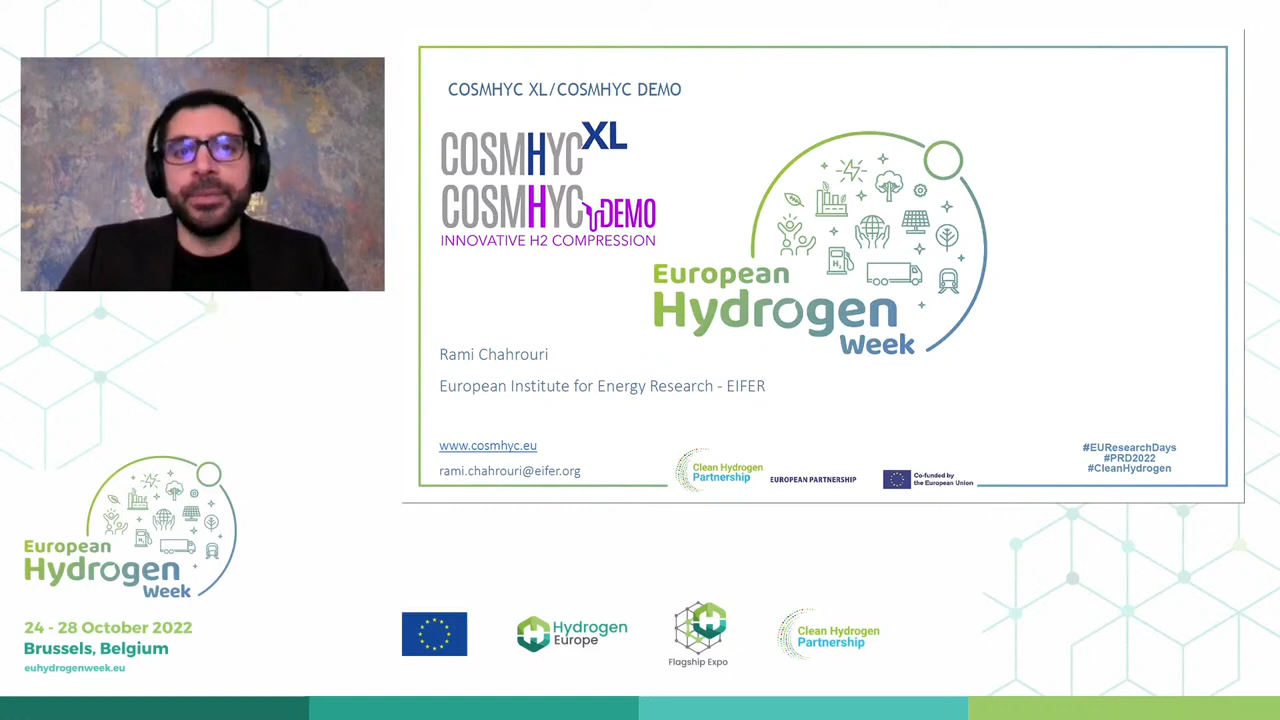 COSMHYC XL/COSMHYC DEMO
COSMHYC XL
COSMHYC DEMO
INNOVATIVE H2 COMPRESSION
European
Hydrogen
Week
H₂
Rami Chahrouri
European Institute for Energy Research - EIFER
www.cosmhyc.eu
rami.chahrouri@eifer.org
Clean Hydrogen
Partnership
EUROPEAN PARTNERSHIP
Co-funded by
the European Union
#EUResearchDays
#PRD2022
#CleanHydrogen
European
Hydrogen
Week
24 - 28 October 2022
Brussels, Belgium
euhydrogenweek.eu
Hydrogen
Europe
Flagship Expo
Clean Hydrogen
Partnership